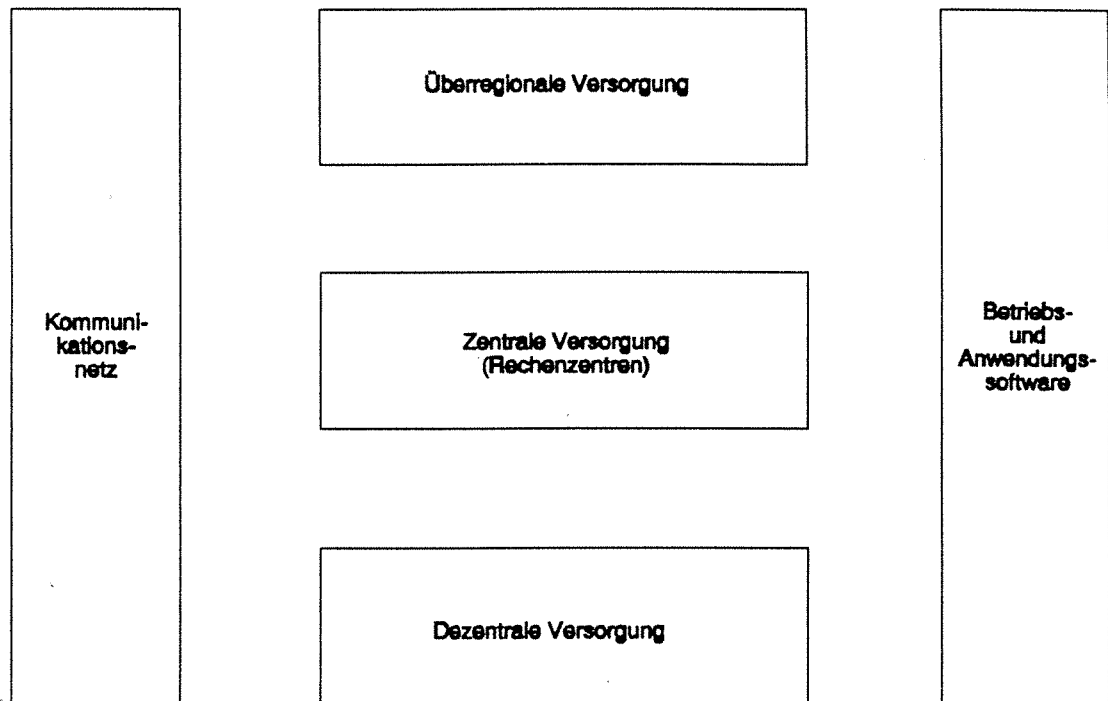 Überregionale Versorgung
Kommuni-
kations-
netz
Zentrale Versorgung
(Rechenzentren)
Betriebs-
und
Anwendungs-
software
Dezentrale Versorgung